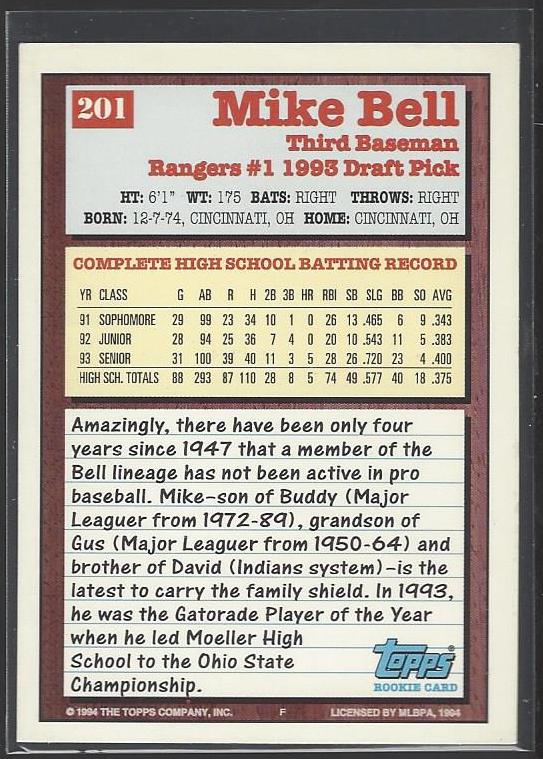 201
Mike Bell
Third Baseman
Rangers #1 1993 Draft Pick
HT: 6'1" WT: 175 BATS: RIGHT THROWS: RIGHT
BORN: 12-7-74, CINCINNATI, OH HOME: CINCINNATI, OH
COMPLETE HIGH SCHOOL BATTING RECORD
YR CLASS G AB R H 2B 3B HR RBI SB SLG BB SO AVG
91 SOPHOMORE 29 99 23 34 10 1 0 26 13 .465 6 9 .343
92 JUNIOR 28 94 25 36 7 4 0 20 10 .543 11 5 .383
93 SENIOR 31 100 39 40 11 3 5 28 26 .720 23 4 .400
HIGH SCH. TOTALS 88 293 87 110 28 8 5 74 49 .577 40 18 .375
Amazingly, there have been only four
years since 1947 that a member of the
Bell lineage has not been active in pro
baseball. Mike-son of Buddy (Major
Leaguer from 1972-89), grandson of
Gus (Major Leaguer from 1950-64) and
brother of David (Indians system)-is the
latest to carry the family shield. In 1993,
he was the Gatorade Player of the Year
when he led Moeller High
School to the Ohio State
Championship.
Topps®
ROOKIE CARD
© 1994 THE TOPPS COMPANY, INC. F LICENSED BY MLBPA, 1994